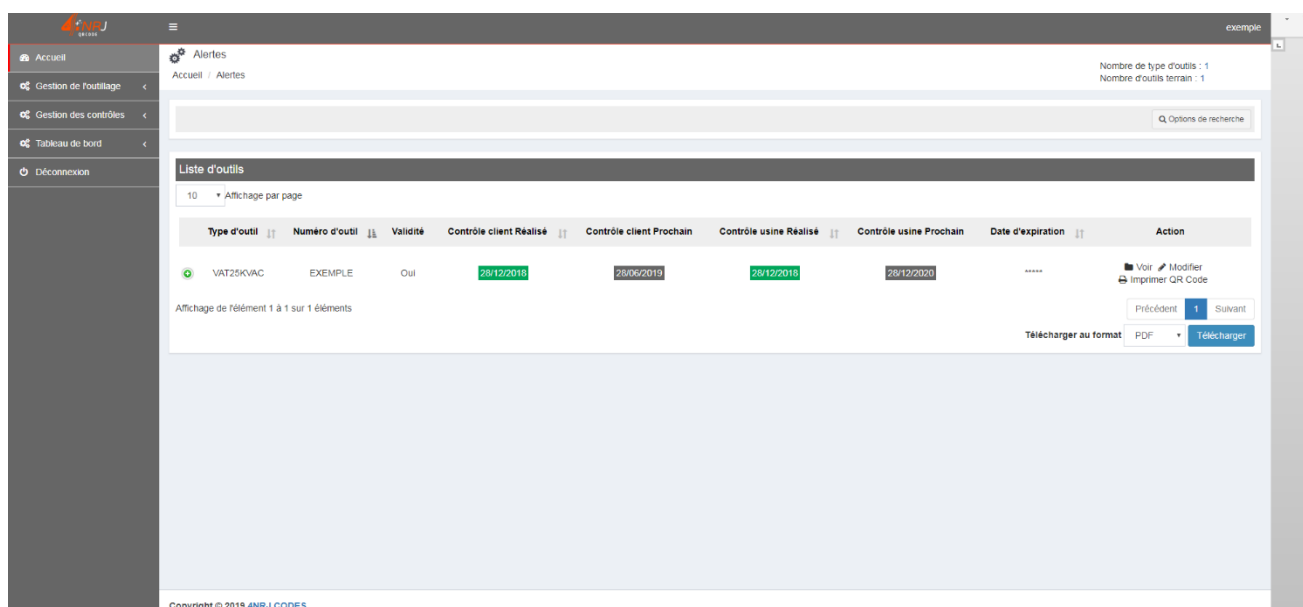 4NRJ
QR CODE
exemple
Accueil
Gestion de l'outillage
Gestion des contrôles
Tableau de bord
Déconnexion
Alertes
Accueil / Alertes
Nombre de type d'outils : 1
Nombre d'outils terrain : 1
Options de recherche
Liste d'outils
10 Affichage par page
Type d'outil Numéro d'outil Validité Contrôle client Réalisé Contrôle client Prochain Contrôle usine Réalisé Contrôle usine Prochain Date d'expiration Action
VAT25KVAC EXEMPLE Oui 28/12/2018 28/06/2019 28/12/2018 28/12/2020 ***** Voir Modifier
Imprimer QR Code
Affichage de l'élément 1 à 1 sur 1 éléments
Précédent 1 Suivant
Télécharger au format PDF Télécharger
Copyright © 2019 4NRJ CODES